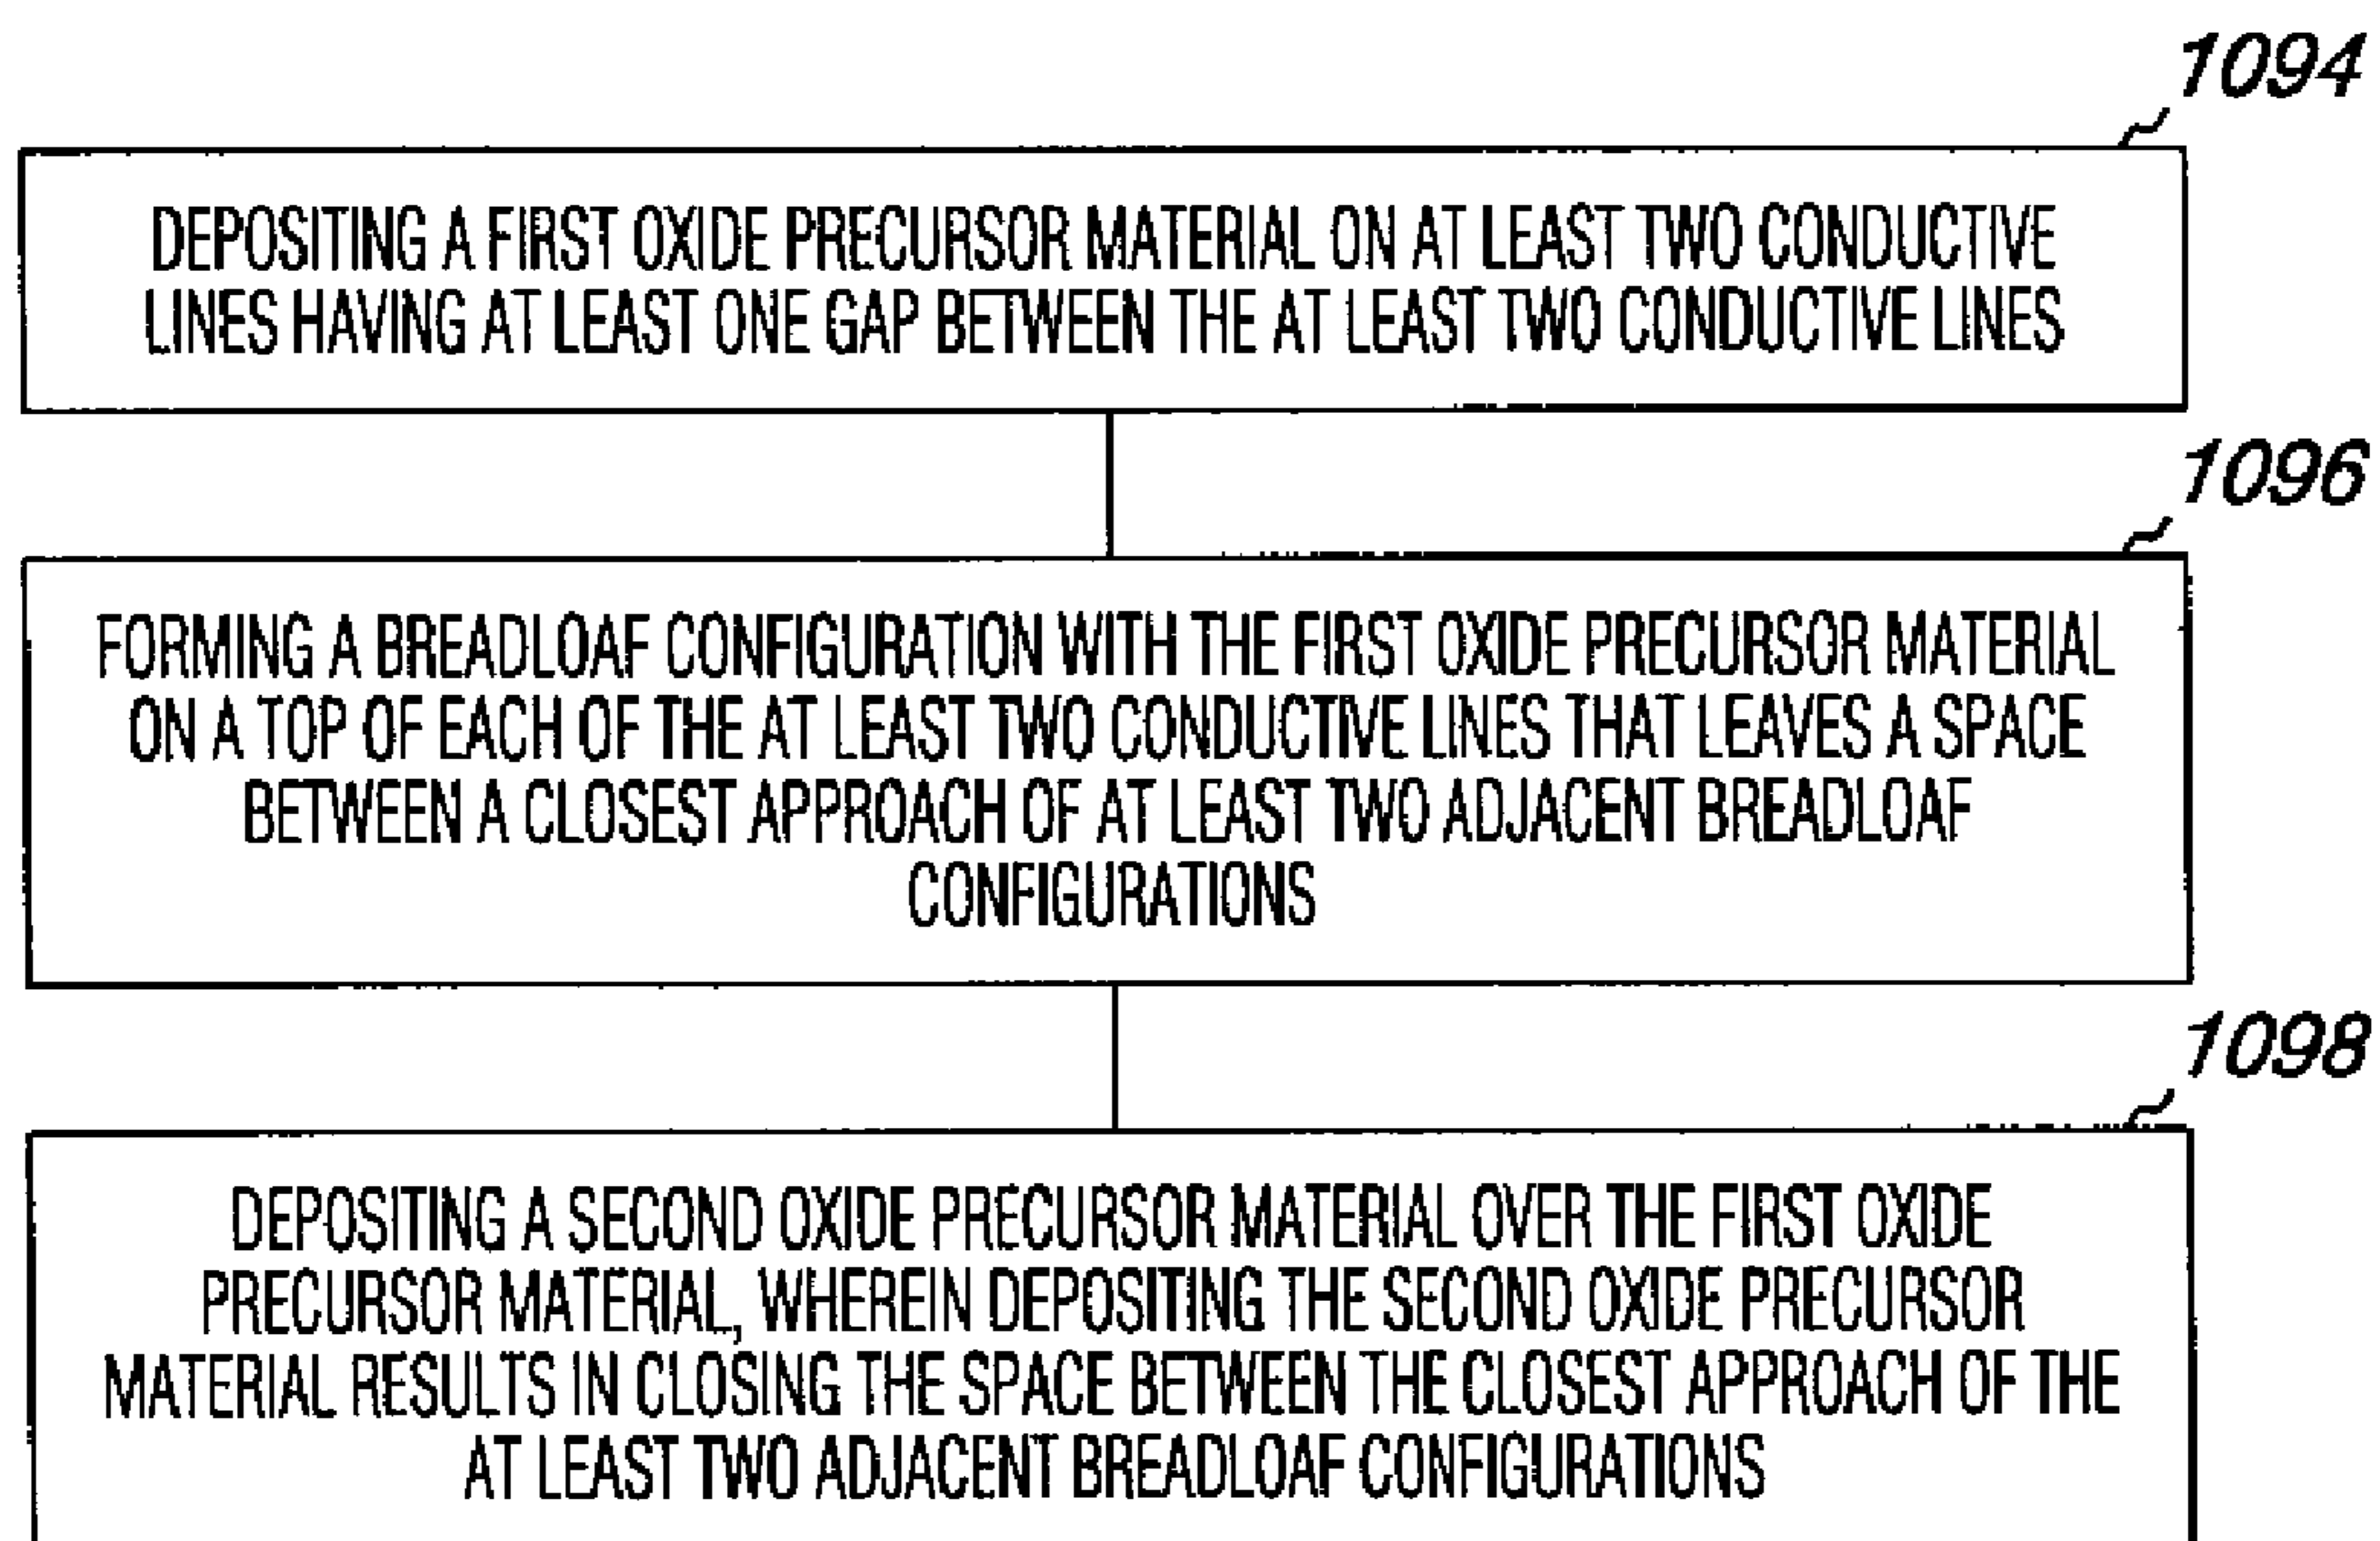 1094
DEPOSITING A FIRST OXIDE PRECURSOR MATERIAL ON AT LEAST TWO CONDUCTIVE
LINES HAVING AT LEAST ONE GAP BETWEEN THE AT LEAST TWO CONDUCTIVE LINES
1096
FORMING A BREADLOAF CONFIGURATION WITH THE FIRST OXIDE PRECURSOR MATERIAL
ON A TOP OF EACH OF THE AT LEAST TWO CONDUCTIVE LINES THAT LEAVES A SPACE
BETWEEN A CLOSEST APPROACH OF AT LEAST TWO ADJACENT BREADLOAF
CONFIGURATIONS
1098
DEPOSITING A SECOND OXIDE PRECURSOR MATERIAL OVER THE FIRST OXIDE
PRECURSOR MATERIAL, WHEREIN DEPOSITING THE SECOND OXIDE PRECURSOR
MATERIAL RESULTS IN CLOSING THE SPACE BETWEEN THE CLOSEST APPROACH OF THE
AT LEAST TWO ADJACENT BREADLOAF CONFIGURATIONS